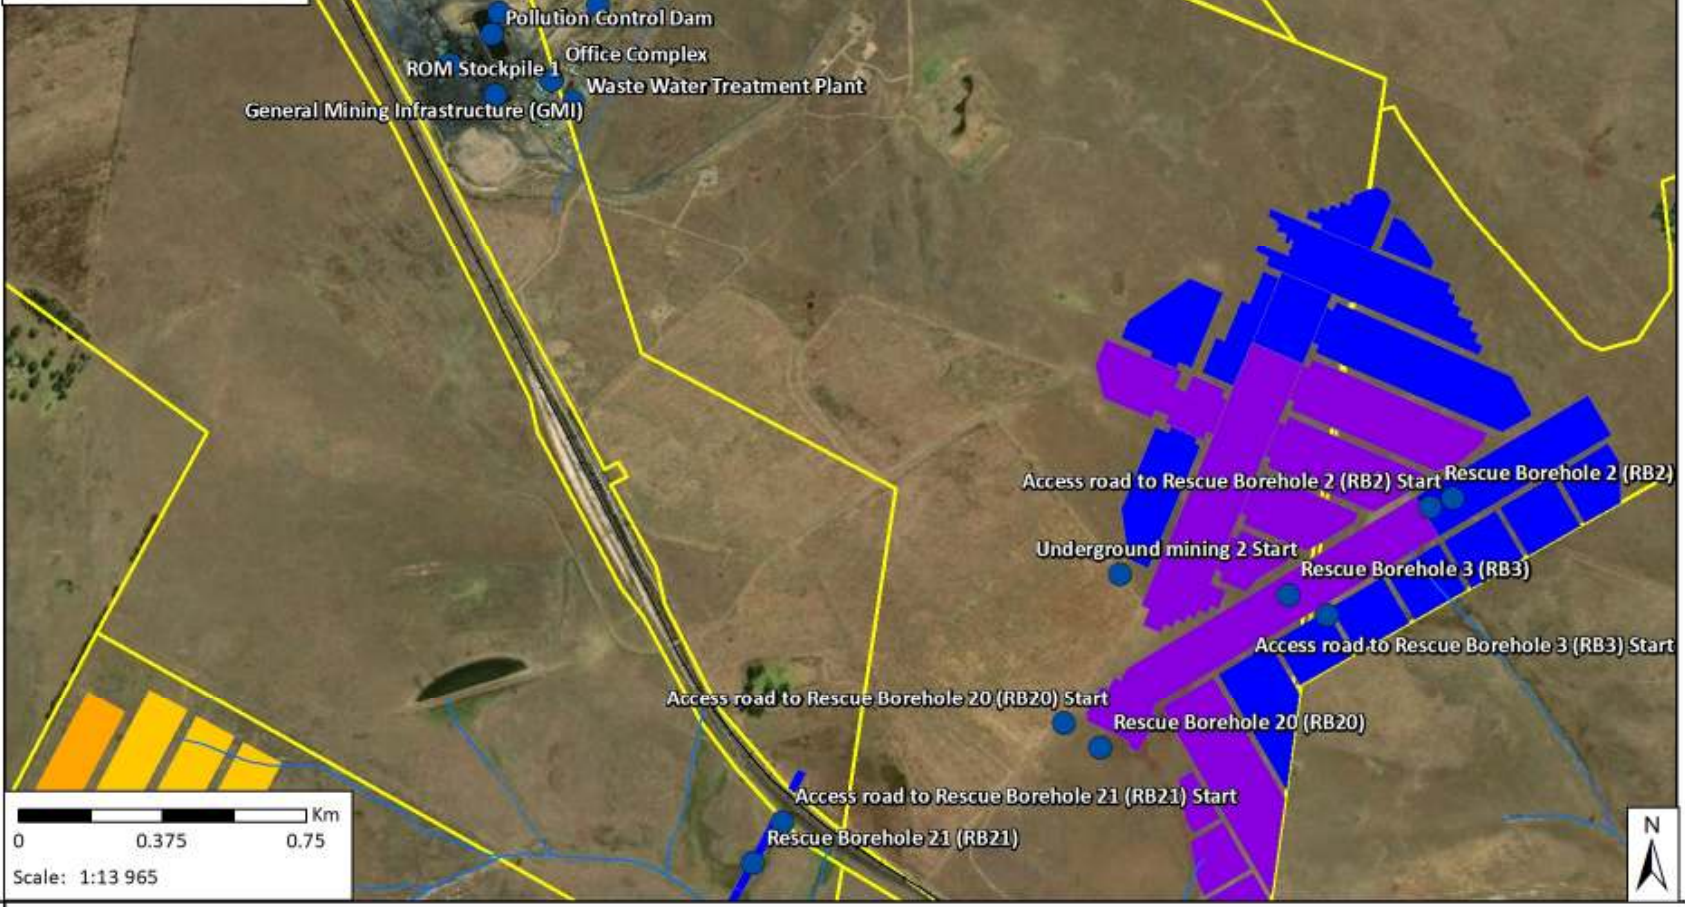 Pollution Control Dam
Office Complex
ROM Stockpile 1
Waste Water Treatment Plant
General Mining Infrastructure (GMI)
Rescue Borehole 2 (RB2)
Access road to Rescue Borehole 2 (RB2) Start
Underground mining 2 Start
Rescue Borehole 3 (RB3)
Access road to Rescue Borehole 3 (RB3) Start
Access road to Rescue Borehole 20 (RB20) Start
Rescue Borehole 20 (RB20)
Access road to Rescue Borehole 21 (RB21) Start
Rescue Borehole 21 (RB21)
Km
0 0.375 0.75
Scale: 1:13 965
N